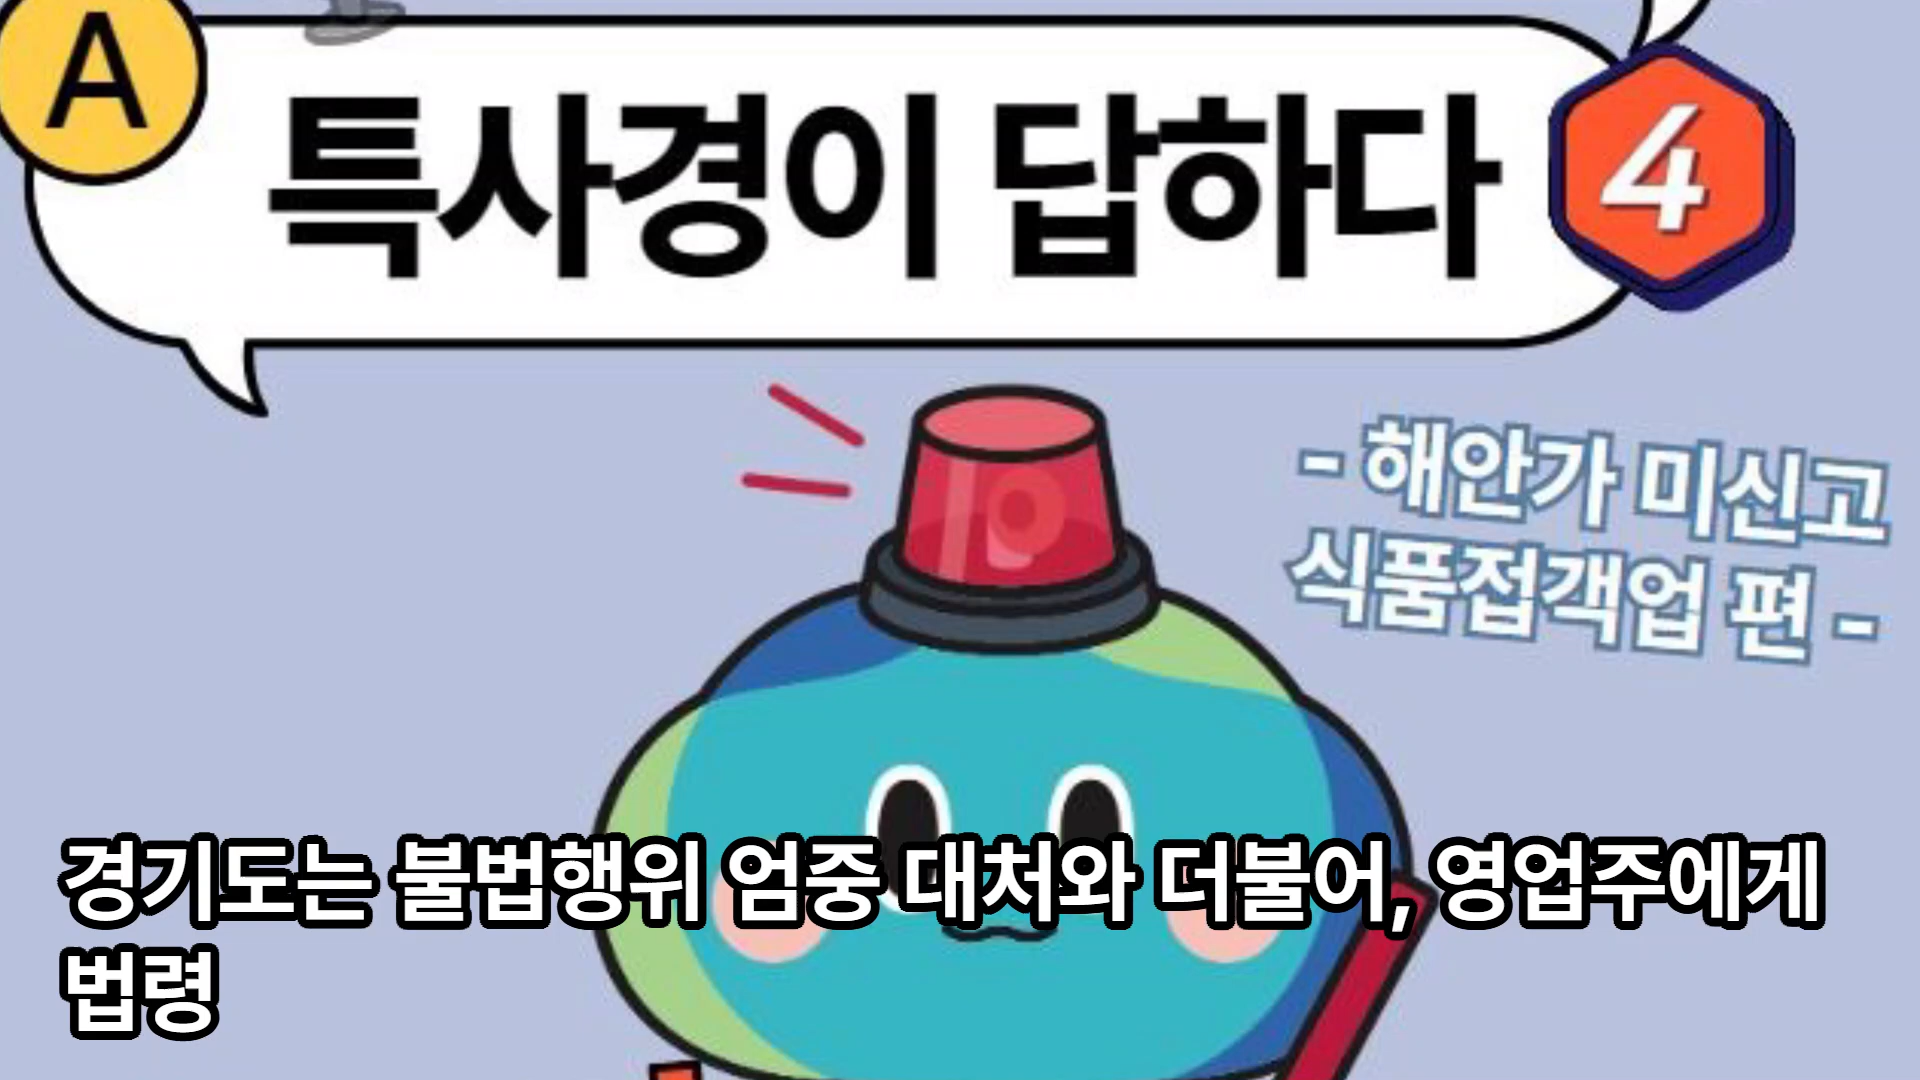 A
특사경이 답하다
4
- 해안가 미신고
식품접객업 편 -
경기도는 불법행위 엄중 대처와 더불어, 영업주에게
법령